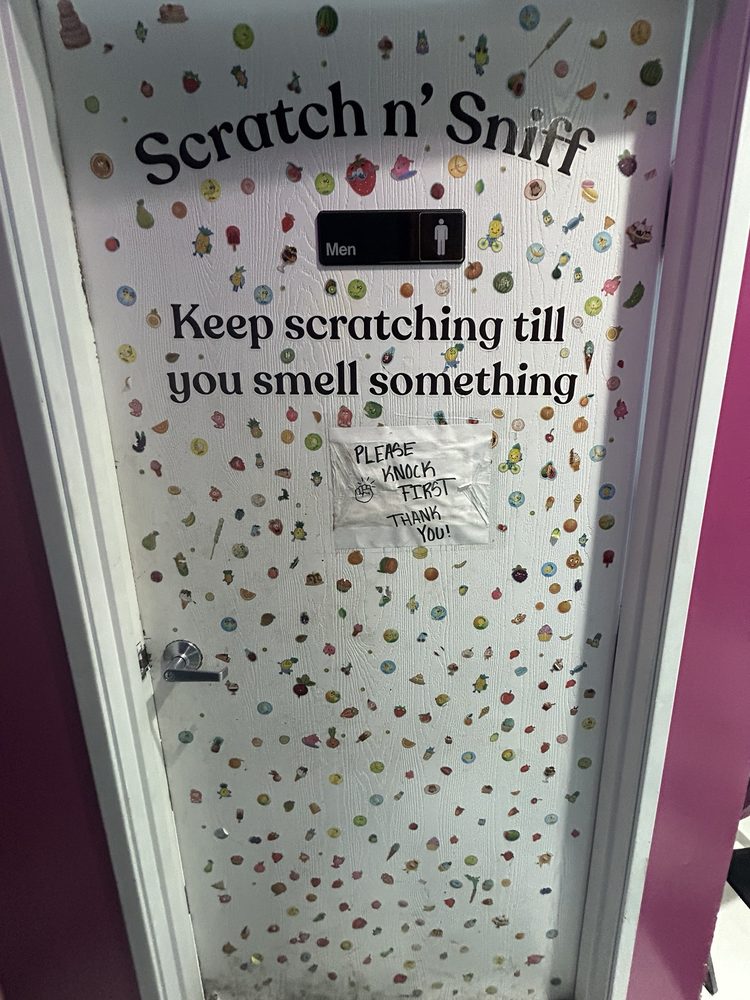 Scratch n' Sniff
Men
Keep scratching till
you smell something
PLEASE
KNOCK
FIRST
THANK
YOU!